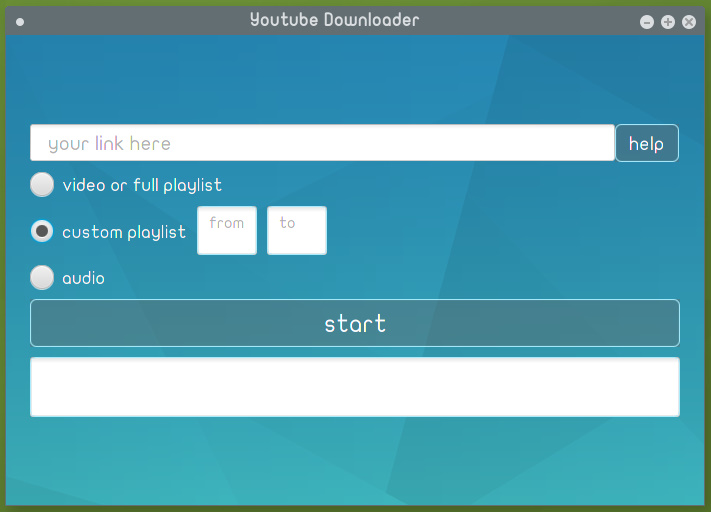 Youtube Downloader
your link here
help
video or full playlist
custom playlist from to
audio
start